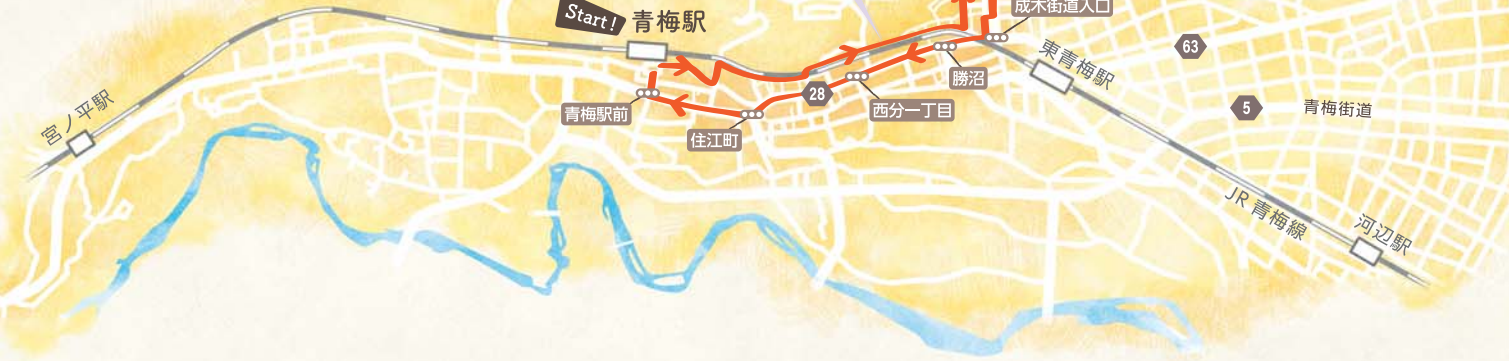 成木街道入口
Start!
青梅駅
63
東青梅駅
勝沼
宮ノ平駅
28
青梅駅前
西分一丁目
5
青梅街道
住江町
JR 青梅線
河辺駅